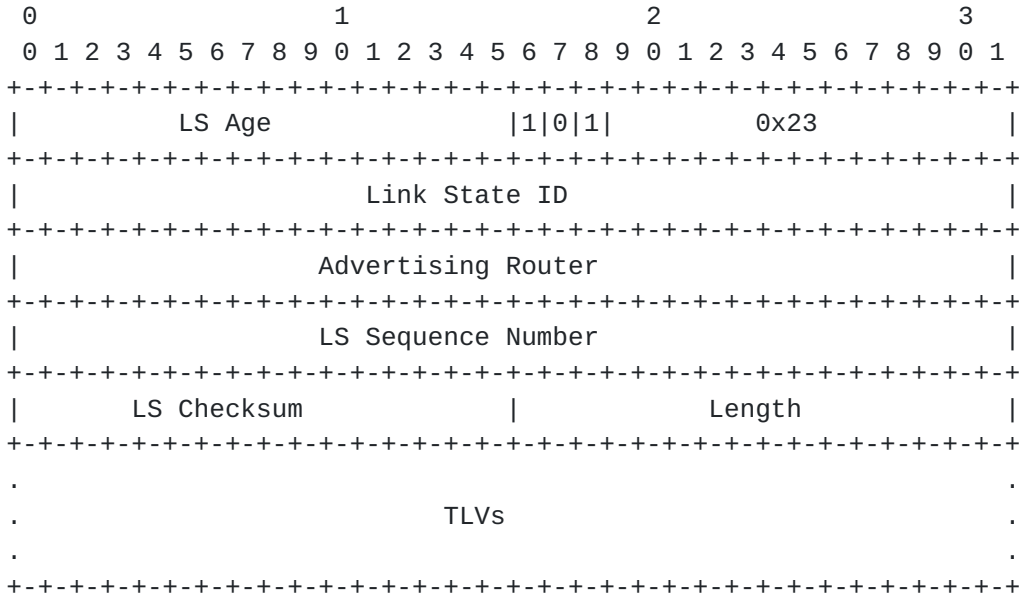 0                   1                   2                   3
 0 1 2 3 4 5 6 7 8 9 0 1 2 3 4 5 6 7 8 9 0 1 2 3 4 5 6 7 8 9 0 1
+-+-+-+-+-+-+-+-+-+-+-+-+-+-+-+-+-+-+-+-+-+-+-+-+-+-+-+-+-+-+-+-+
|          LS Age               |1|0|1|         0x23            |
+-+-+-+-+-+-+-+-+-+-+-+-+-+-+-+-+-+-+-+-+-+-+-+-+-+-+-+-+-+-+-+-+
|                      Link State ID                            |
+-+-+-+-+-+-+-+-+-+-+-+-+-+-+-+-+-+-+-+-+-+-+-+-+-+-+-+-+-+-+-+-+
|                   Advertising Router                          |
+-+-+-+-+-+-+-+-+-+-+-+-+-+-+-+-+-+-+-+-+-+-+-+-+-+-+-+-+-+-+-+-+
|                   LS Sequence Number                          |
+-+-+-+-+-+-+-+-+-+-+-+-+-+-+-+-+-+-+-+-+-+-+-+-+-+-+-+-+-+-+-+-+
|       LS Checksum             |            Length             |
+-+-+-+-+-+-+-+-+-+-+-+-+-+-+-+-+-+-+-+-+-+-+-+-+-+-+-+-+-+-+-+-+
.                                                               .
.                           TLVs                                .
.                                                               .
+-+-+-+-+-+-+-+-+-+-+-+-+-+-+-+-+-+-+-+-+-+-+-+-+-+-+-+-+-+-+-+-+